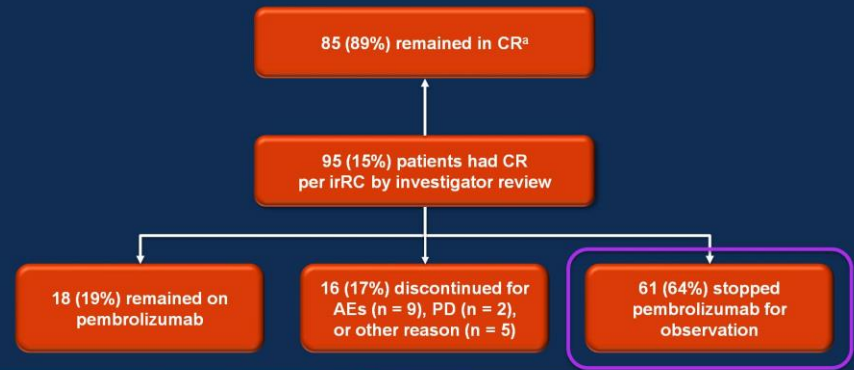 85 (89%) remained in CRᵃ
95 (15%) patients had CR
per irRC by investigator review
18 (19%) remained on
pembrolizumab
16 (17%) discontinued for
AEs (n = 9), PD (n = 2),
or other reason (n = 5)
61 (64%) stopped
pembrolizumab for
observation